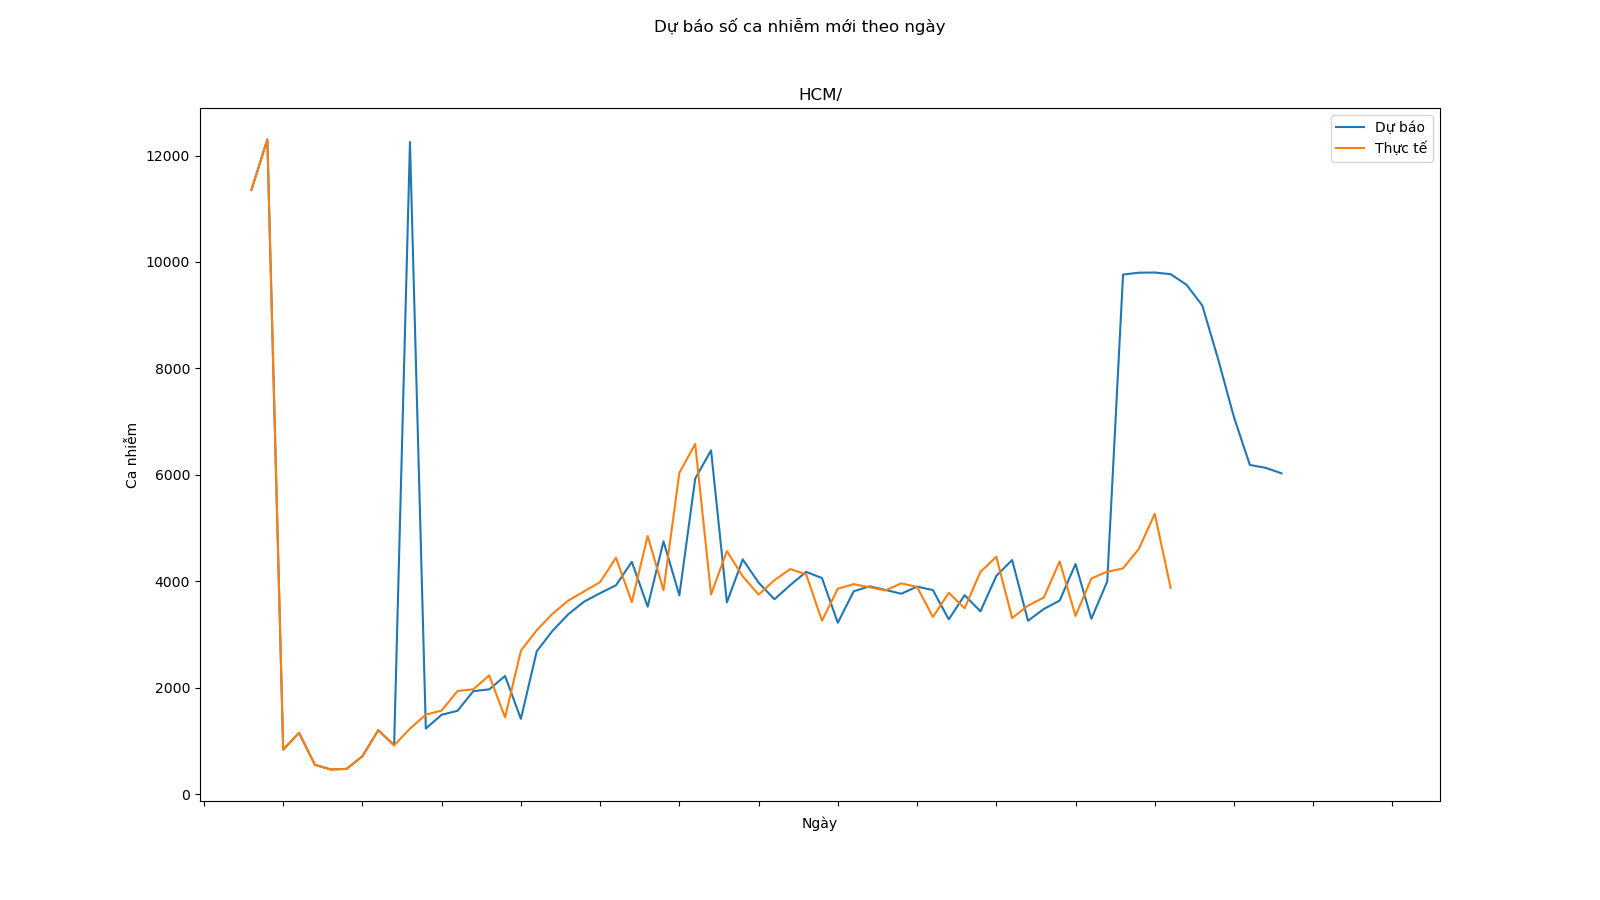 Dự báo số ca nhiễm mới theo ngày
HCM/
Dự báo
Thực tế
12000
10000
8000
6000
4000
2000
0
Ca nhiễm
Ngày